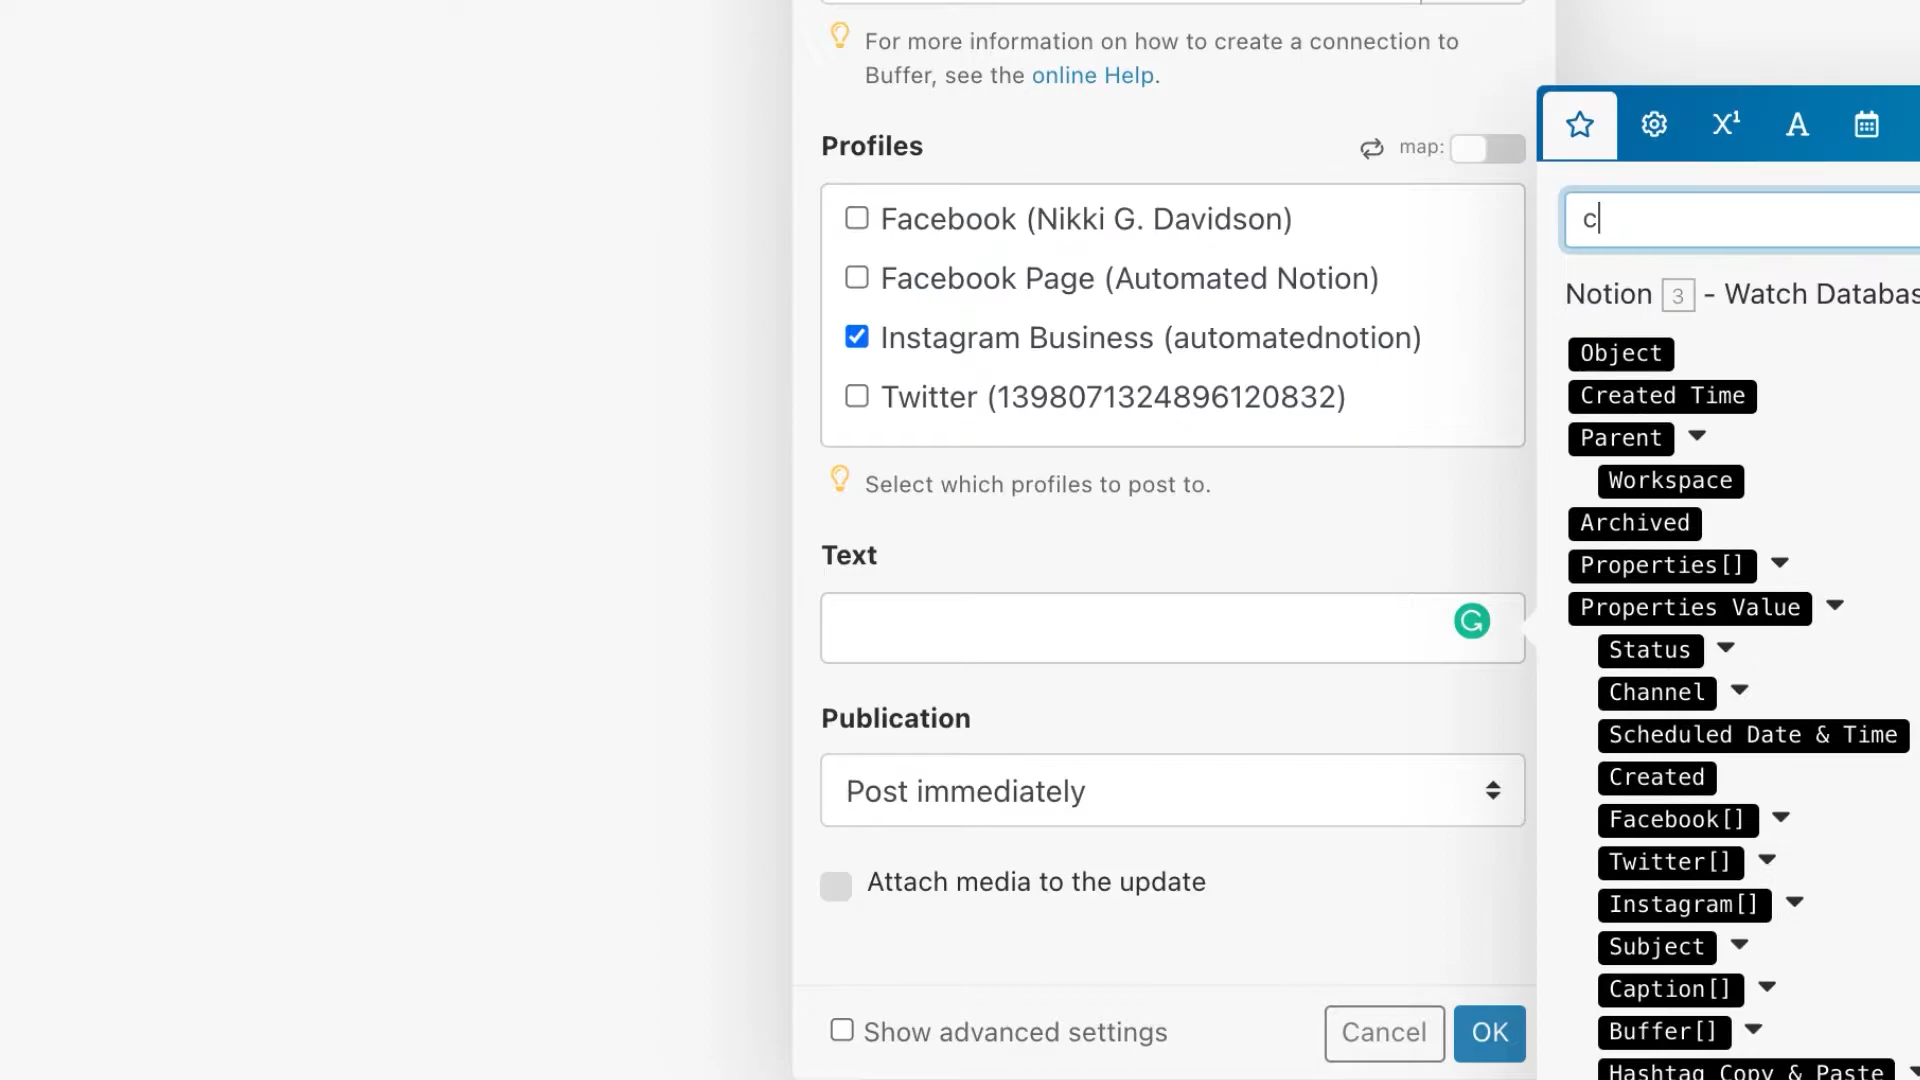 For more information on how to create a connection to
Buffer, see the online Help.
Profiles
map:
Facebook (Nikki G. Davidson)
Facebook Page (Automated Notion)
Instagram Business (automatednotion)
Twitter (1398071324896120832)
Select which profiles to post to.
Text
Publication
Post immediately
Attach media to the update
Show advanced settings
Cancel
OK
X¹
A
c
Notion 3 - Watch Databas
Object
Created Time
Parent
Workspace
Archived
Properties[]
Properties Value
Status
Channel
Scheduled Date & Time
Created
Facebook[]
Twitter[]
Instagram[]
Subject
Caption[]
Buffer[]
Hashtag Copy & Paste